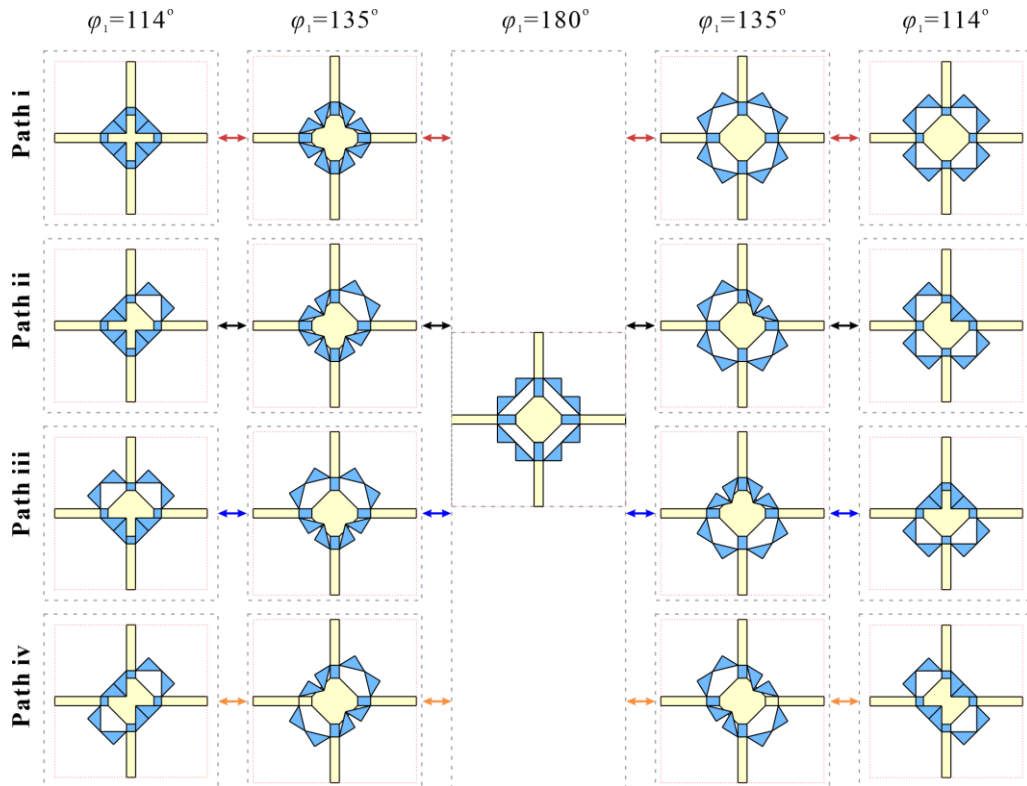 φ₁=114° φ₁=135° φ₁=180° φ₁=135° φ₁=114°
Path i
Path ii
Path iii
Path iv